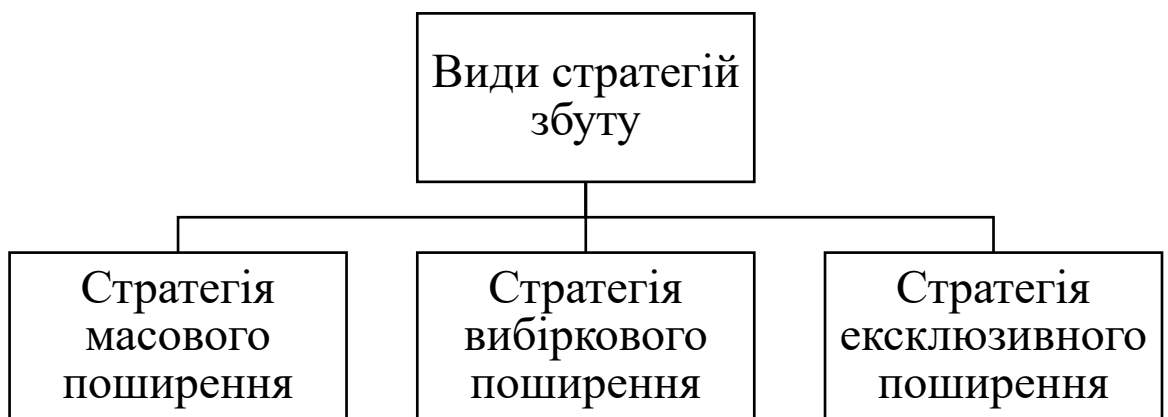 Види стратегій
збуту
Стратегія
масового
поширення
Стратегія
вибіркового
поширення
Стратегія
ексклюзивного
поширення